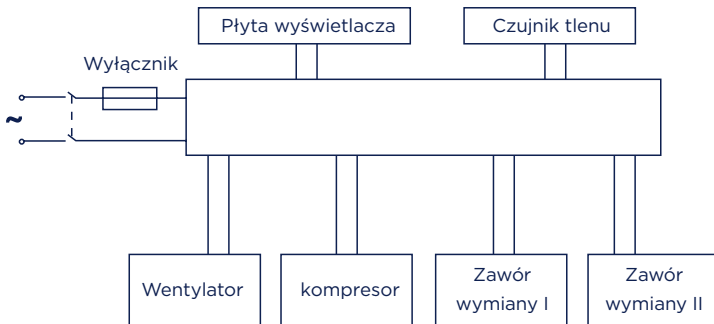 Płyta wyświetlacza
Czujnik tlenu
Wyłącznik
~
Wentylator
kompresor
Zawór
wymiany I
Zawór
wymiany II